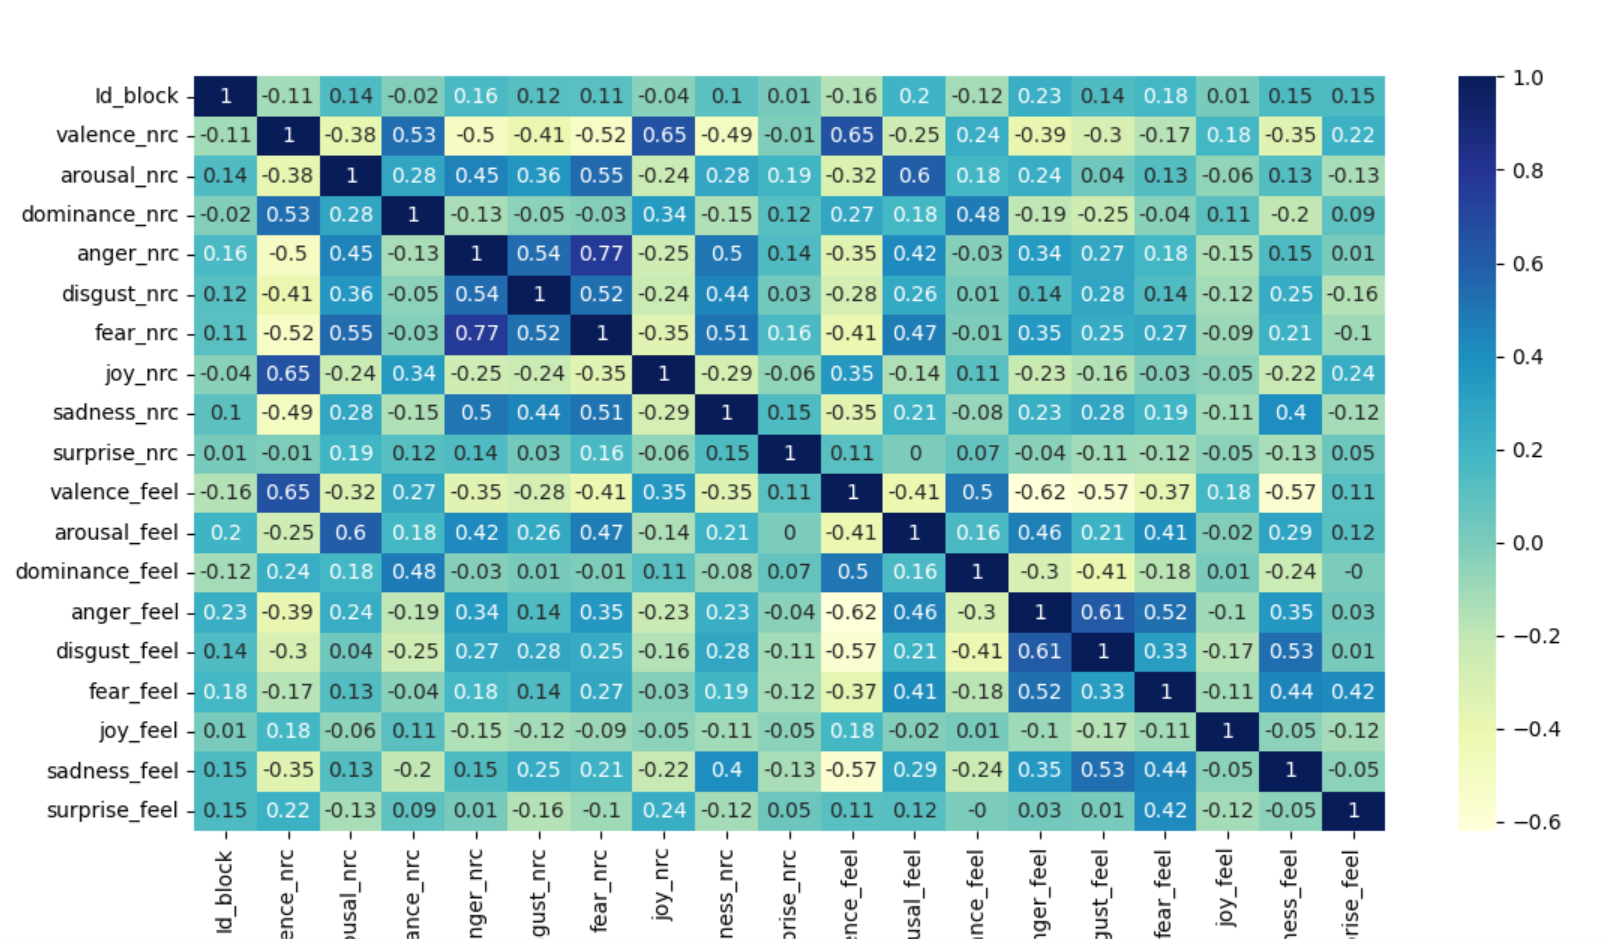 Id_block 1 -0.11 0.14 -0.02 0.16 0.12 0.11 -0.04 0.1 0.01 -0.16 0.2 -0.12 0.23 0.14 0.18 0.01 0.15 0.15
valence_nrc -0.11 1 -0.38 0.53 -0.5 -0.41 -0.52 0.65 -0.49 -0.01 0.65 -0.25 0.24 -0.39 -0.3 -0.17 0.18 -0.35 0.22
arousal_nrc 0.14 -0.38 1 0.28 0.45 0.36 0.55 -0.24 0.28 0.19 -0.32 0.6 0.18 0.24 0.04 0.13 -0.06 0.13 -0.13
dominance_nrc -0.02 0.53 0.28 1 -0.13 -0.05 -0.03 0.34 -0.15 0.12 0.27 0.18 0.48 -0.19 -0.25 -0.04 0.11 -0.2 0.09
anger_nrc 0.16 -0.5 0.45 -0.13 1 0.54 0.77 -0.25 0.5 0.14 -0.35 0.42 -0.03 0.34 0.27 0.18 -0.15 0.15 0.01
disgust_nrc 0.12 -0.41 0.36 -0.05 0.54 1 0.52 -0.24 0.44 0.03 -0.28 0.26 0.01 0.14 0.28 0.14 -0.12 0.25 -0.16
fear_nrc 0.11 -0.52 0.55 -0.03 0.77 0.52 1 -0.35 0.51 0.16 -0.41 0.47 -0.01 0.35 0.25 0.27 -0.09 0.21 -0.1
joy_nrc -0.04 0.65 -0.24 0.34 -0.25 -0.24 -0.35 1 -0.29 -0.06 0.35 -0.14 0.11 -0.23 -0.16 -0.03 -0.05 -0.22 0.24
sadness_nrc 0.1 -0.49 0.28 -0.15 0.5 0.44 0.51 -0.29 1 0.15 -0.35 0.21 -0.08 0.23 0.28 0.19 -0.11 0.4 -0.12
surprise_nrc 0.01 -0.01 0.19 0.12 0.14 0.03 0.16 -0.06 0.15 1 0.11 0 0.07 -0.04 -0.11 -0.12 -0.05 -0.13 0.05
valence_feel -0.16 0.65 -0.32 0.27 -0.35 -0.28 -0.41 0.35 -0.35 0.11 1 -0.41 0.5 -0.62 -0.57 -0.37 0.18 -0.57 0.11
arousal_feel 0.2 -0.25 0.6 0.18 0.42 0.26 0.47 -0.14 0.21 0 -0.41 1 0.16 0.46 0.21 0.41 -0.02 0.29 0.12
dominance_feel -0.12 0.24 0.18 0.48 -0.03 0.01 -0.01 0.11 -0.08 0.07 0.5 0.16 1 -0.3 -0.41 -0.18 0.01 -0.24 -0
anger_feel 0.23 -0.39 0.24 -0.19 0.34 0.14 0.35 -0.23 0.23 -0.04 -0.62 0.46 -0.3 1 0.61 0.52 -0.1 0.35 0.03
disgust_feel 0.14 -0.3 0.04 -0.25 0.27 0.28 0.25 -0.16 0.28 -0.11 -0.57 0.21 -0.41 0.61 1 0.33 -0.17 0.53 0.01
fear_feel 0.18 -0.17 0.13 -0.04 0.18 0.14 0.27 -0.03 0.19 -0.12 -0.37 0.41 -0.18 0.52 0.33 1 -0.11 0.44 0.42
joy_feel 0.01 0.18 -0.06 0.11 -0.15 -0.12 -0.09 -0.05 -0.11 -0.05 0.18 -0.02 0.01 -0.1 -0.17 -0.11 1 -0.05 -0.12
sadness_feel 0.15 -0.35 0.13 -0.2 0.15 0.25 0.21 -0.22 0.4 -0.13 -0.57 0.29 -0.24 0.35 0.53 0.44 -0.05 1 -0.05
surprise_feel 0.15 0.22 -0.13 0.09 0.01 -0.16 -0.1 0.24 -0.12 0.05 0.11 0.12 -0 0.03 0.01 0.42 -0.12 -0.05 1
Id_block
ence_nrc
ousal_nrc
ance_nrc
nger_nrc
gust_nrc
fear_nrc
joy_nrc
ness_nrc
prise_nrc
ence_feel
usal_feel
ance_feel
nger_feel
gust_feel
fear_feel
joy_feel
ness_feel
prise_feel
1.0
0.8
0.6
0.4
0.2
0.0
−0.2
−0.4
−0.6